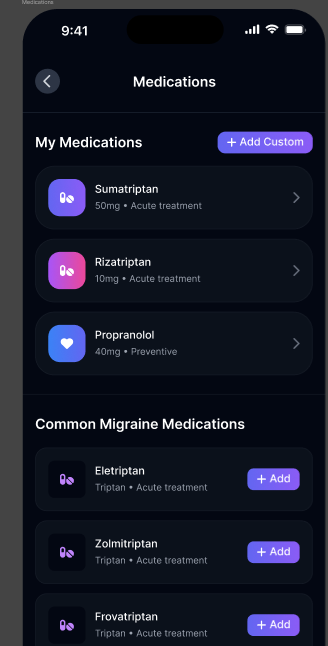 Medications
9:41
Medications
My Medications
+ Add Custom
Sumatriptan
50mg • Acute treatment
Rizatriptan
10mg • Acute treatment
Propranolol
40mg • Preventive
Common Migraine Medications
Eletriptan
Triptan • Acute treatment
+ Add
Zolmitriptan
Triptan • Acute treatment
+ Add
Frovatriptan
Triptan • Acute treatment
+ Add